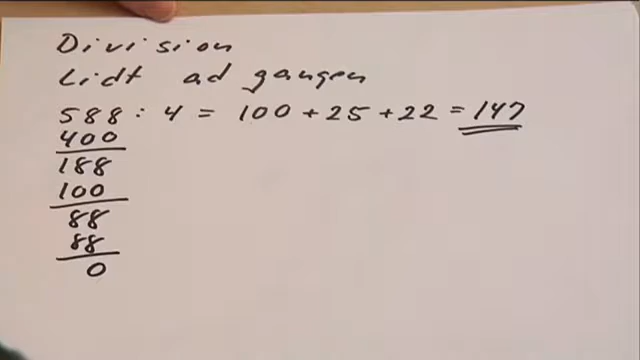 Division
Lidt ad gangen
588 : 4 = 100 + 25 + 22 = 147
400
188
100
88
88
0